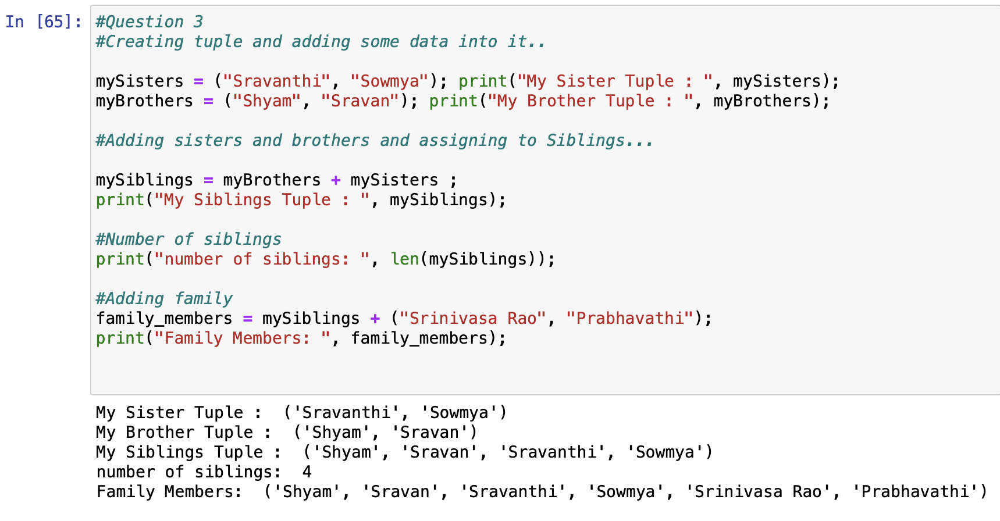 In [65]:
#Question 3
#Creating tuple and adding some data into it..
mySisters = ("Sravanthi", "Sowmya"); print("My Sister Tuple : ", mySisters);
myBrothers = ("Shyam", "Sravan"); print("My Brother Tuple : ", myBrothers);
#Adding sisters and brothers and assigning to Siblings...
mySiblings = myBrothers + mySisters ;
print("My Siblings Tuple : ", mySiblings);
#Number of siblings
print("number of siblings: ", len(mySiblings));
#Adding family
family_members = mySiblings + ("Srinivasa Rao", "Prabhavathi");
print("Family Members: ", family_members);
My Sister Tuple :  ('Sravanthi', 'Sowmya')
My Brother Tuple :  ('Shyam', 'Sravan')
My Siblings Tuple :  ('Shyam', 'Sravan', 'Sravanthi', 'Sowmya')
number of siblings:  4
Family Members:  ('Shyam', 'Sravan', 'Sravanthi', 'Sowmya', 'Srinivasa Rao', 'Prabhavathi')